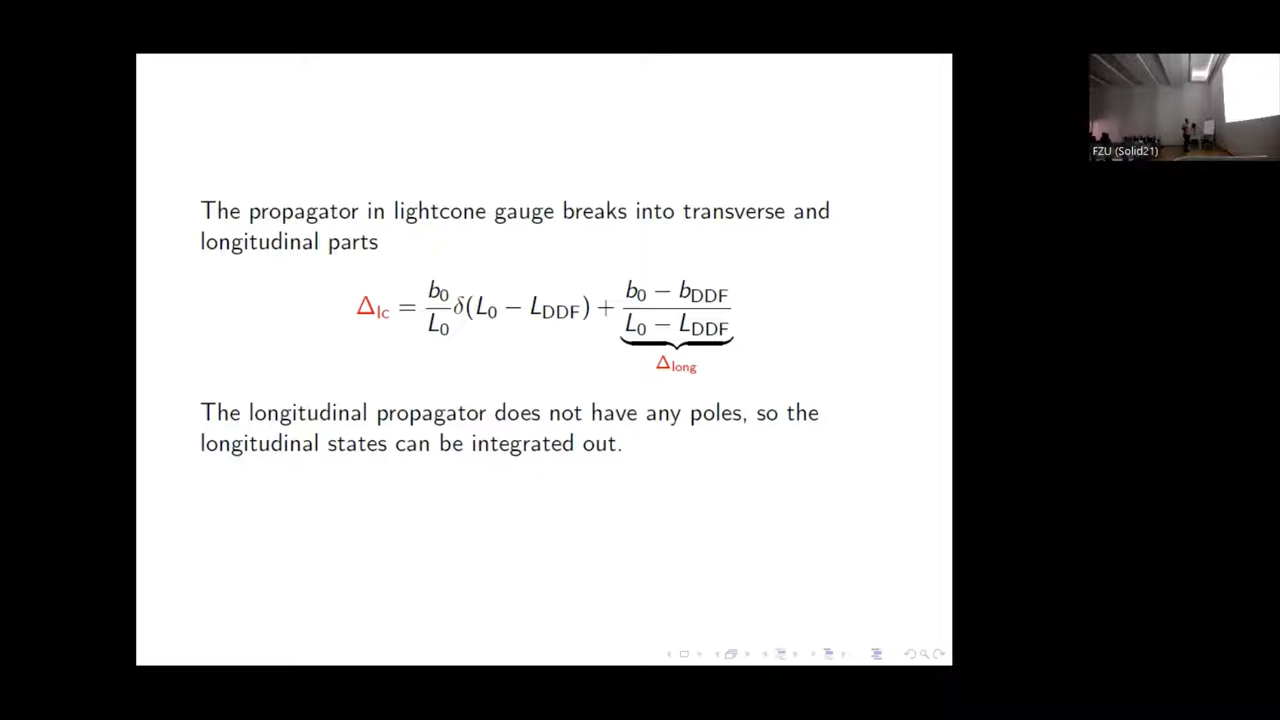 The propagator in lightcone gauge breaks into transverse and
longitudinal parts
Δ_lc = b_0/L_0 δ(L_0 − L_DDF) + (b_0 − b_DDF)/(L_0 − L_DDF)
Δ_long
The longitudinal propagator does not have any poles, so the
longitudinal states can be integrated out.
FZU (Solid21)